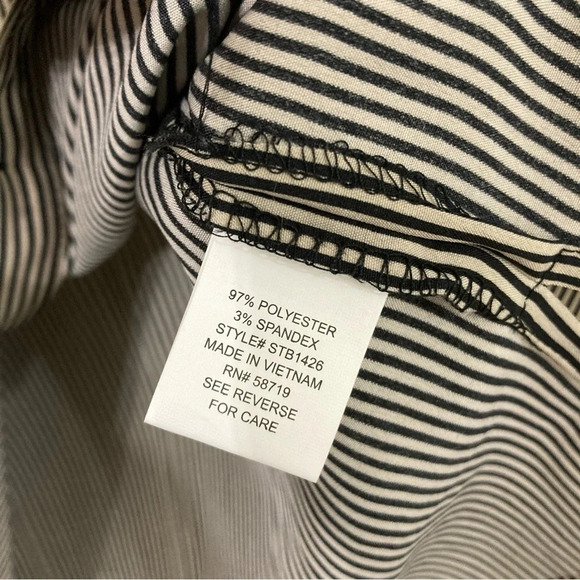 97% POLYESTER
3% SPANDEX
STYLE# STB1426
MADE IN VIETNAM
RN# 58719
SEE REVERSE
FOR CARE